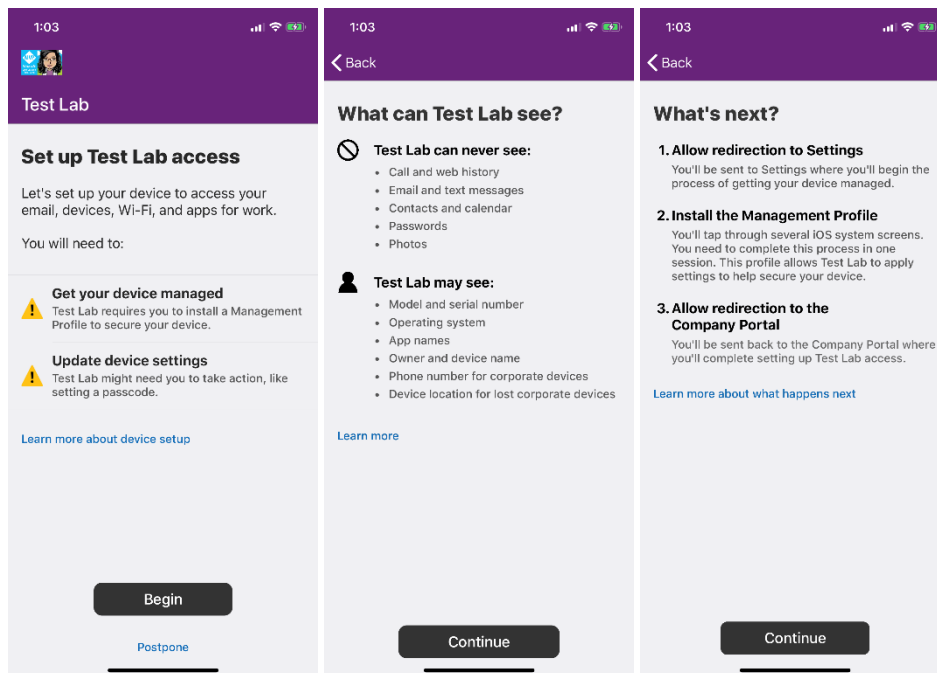 1:03
Test Lab
Set up Test Lab access
Let's set up your device to access your
email, devices, Wi-Fi, and apps for work.
You will need to:
Get your device managed
Test Lab requires you to install a Management
Profile to secure your device.
Update device settings
Test Lab might need you to take action, like
setting a passcode.
Learn more about device setup
Begin
Postpone
1:03
Back
What can Test Lab see?
Test Lab can never see:
• Call and web history
• Email and text messages
• Contacts and calendar
• Passwords
• Photos
Test Lab may see:
• Model and serial number
• Operating system
• App names
• Owner and device name
• Phone number for corporate devices
• Device location for lost corporate devices
Learn more
Continue
1:03
Back
What's next?
1. Allow redirection to Settings
You'll be sent to Settings where you'll begin the
process of getting your device managed.
2. Install the Management Profile
You'll tap through several iOS system screens.
You need to complete this process in one
session. This profile allows Test Lab to apply
settings to help secure your device.
3. Allow redirection to the
Company Portal
You'll be sent back to the Company Portal where
you'll complete setting up Test Lab access.
Learn more about what happens next
Continue